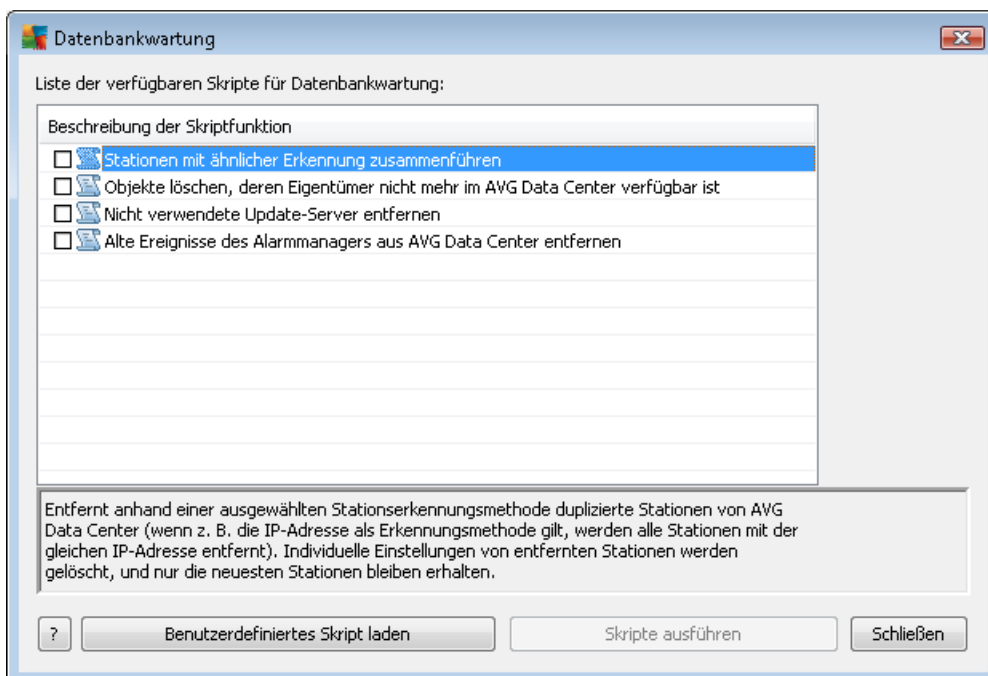 Datenbankwartung
Liste der verfügbaren Skripte für Datenbankwartung:
Beschreibung der Skriptfunktion
Stationen mit ähnlicher Erkennung zusammenführen
Objekte löschen, deren Eigentümer nicht mehr im AVG Data Center verfügbar ist
Nicht verwendete Update-Server entfernen
Alte Ereignisse des Alarmmanagers aus AVG Data Center entfernen
Entfernt anhand einer ausgewählten Stationserkennungsmethode duplizierte Stationen von AVG
Data Center (wenn z. B. die IP-Adresse als Erkennungsmethode gilt, werden alle Stationen mit der
gleichen IP-Adresse entfernt). Individuelle Einstellungen von entfernten Stationen werden
gelöscht, und nur die neuesten Stationen bleiben erhalten.
? Benutzerdefiniertes Skript laden Skripte ausführen Schließen